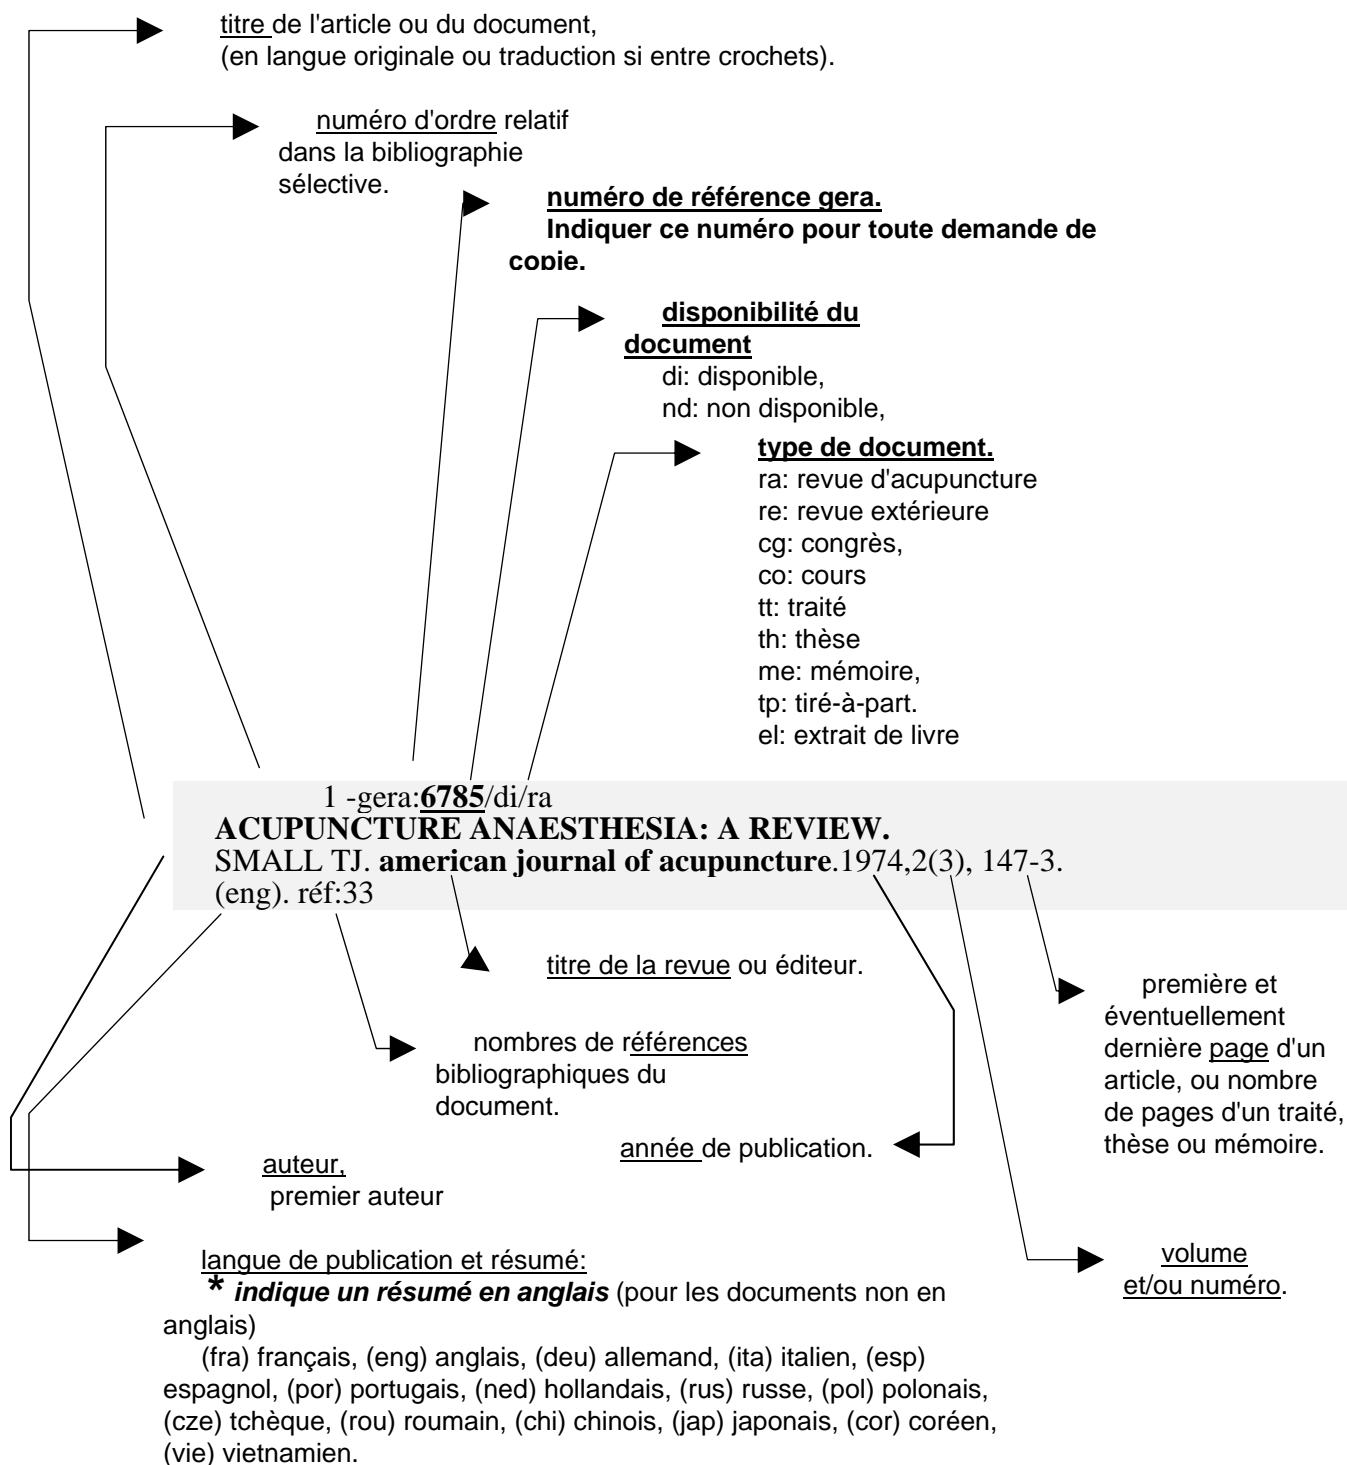 titre de l'article ou du document,
(en langue originale ou traduction si entre crochets).
numéro d'ordre relatif
dans la bibliographie
sélective.
numéro de référence gera.
Indiquer ce numéro pour toute demande de
copie.
disponibilité du
document
di: disponible,
nd: non disponible,
type de document.
ra: revue d'acupuncture
re: revue extérieure
cg: congrès,
co: cours
tt: traité
th: thèse
me: mémoire,
tp: tiré-à-part.
el: extrait de livre
1 -gera:6785/di/ra
ACUPUNCTURE ANAESTHESIA: A REVIEW.
SMALL TJ. american journal of acupuncture.1974,2(3), 147-3.
(eng). réf:33
titre de la revue ou éditeur.
première et
éventuellement
dernière page d'un
article, ou nombre
de pages d'un traité,
thèse ou mémoire.
nombres de références
bibliographiques du
document.
année de publication.
auteur,
premier auteur
volume
et/ou numéro.
langue de publication et résumé:
* indique un résumé en anglais (pour les documents non en
anglais)
(fra) français, (eng) anglais, (deu) allemand, (ita) italien, (esp)
espagnol, (por) portugais, (ned) hollandais, (rus) russe, (pol) polonais,
(cze) tchèque, (rou) roumain, (chi) chinois, (jap) japonais, (cor) coréen,
(vie) vietnamien.